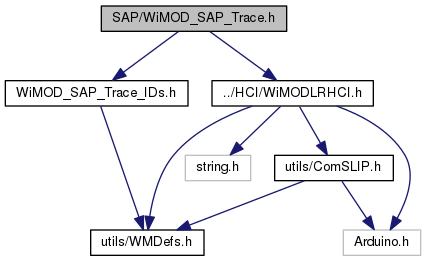 SAP/WiMOD_SAP_Trace.h
WiMOD_SAP_Trace_IDs.h
../HCI/WiMODLRHCI.h
string.h
utils/ComSLIP.h
utils/WMDefs.h
Arduino.h